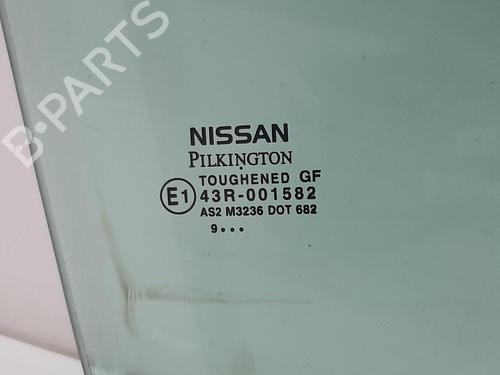 B-PARTS
NISSAN
PILKINGTON
TOUGHENED GF
E1 43R-001582
AS2 M3236 DOT 682
9...